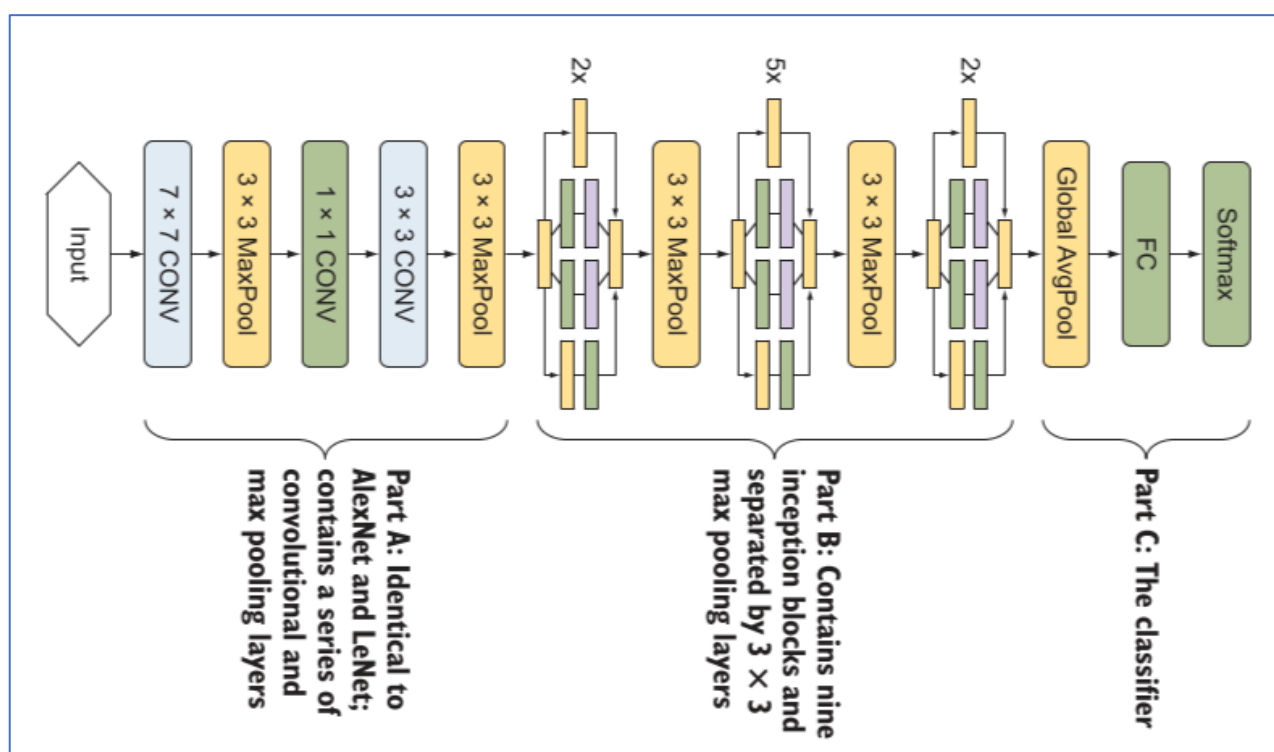 Input
7 × 7 CONV
3 × 3 MaxPool
1 × 1 CONV
3 × 3 CONV
3 × 3 MaxPool
2x
3 × 3 MaxPool
5x
3 × 3 MaxPool
2x
Global AvgPool
FC
Softmax
Part A: Identical to
AlexNet and LeNet;
contains a series of
convolutional and
max pooling layers
Part B: Contains nine
inception blocks and
separated by 3 × 3
max pooling layers
Part C: The classifier